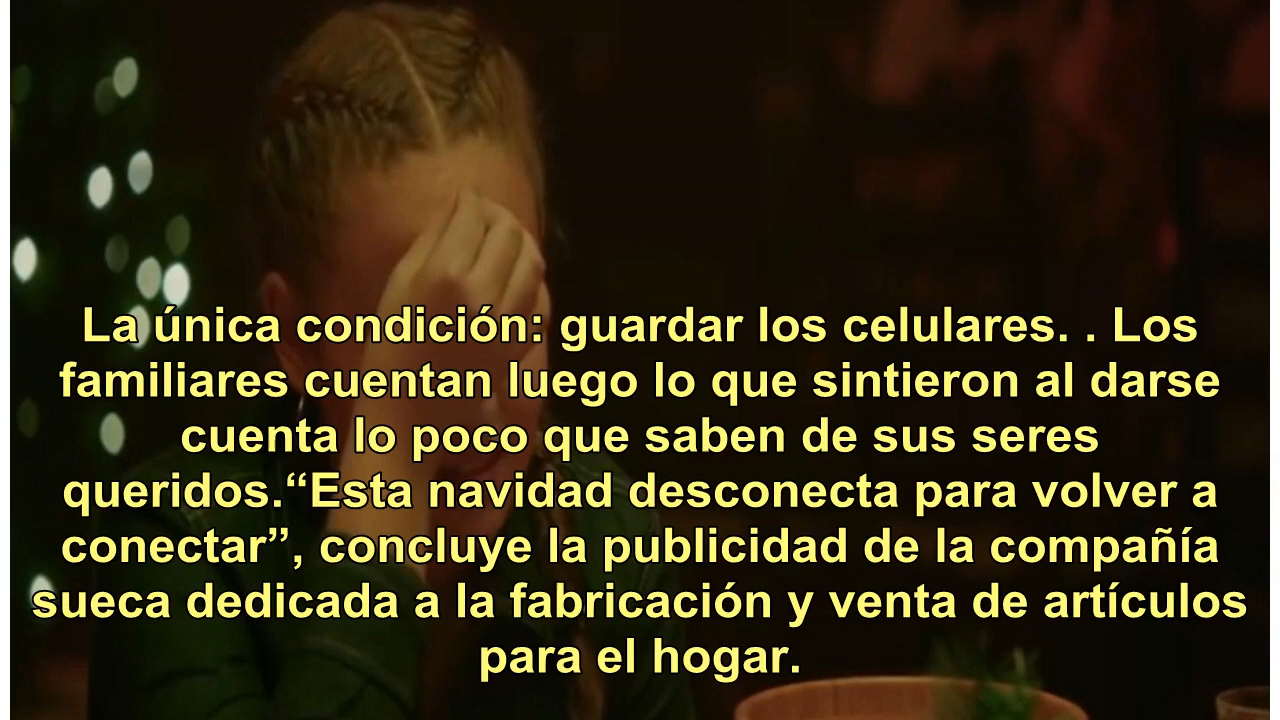 La única condición: guardar los celulares. . Los
familiares cuentan luego lo que sintieron al darse
cuenta lo poco que saben de sus seres
queridos.“Esta navidad desconecta para volver a
conectar”, concluye la publicidad de la compañía
sueca dedicada a la fabricación y venta de artículos
para el hogar.